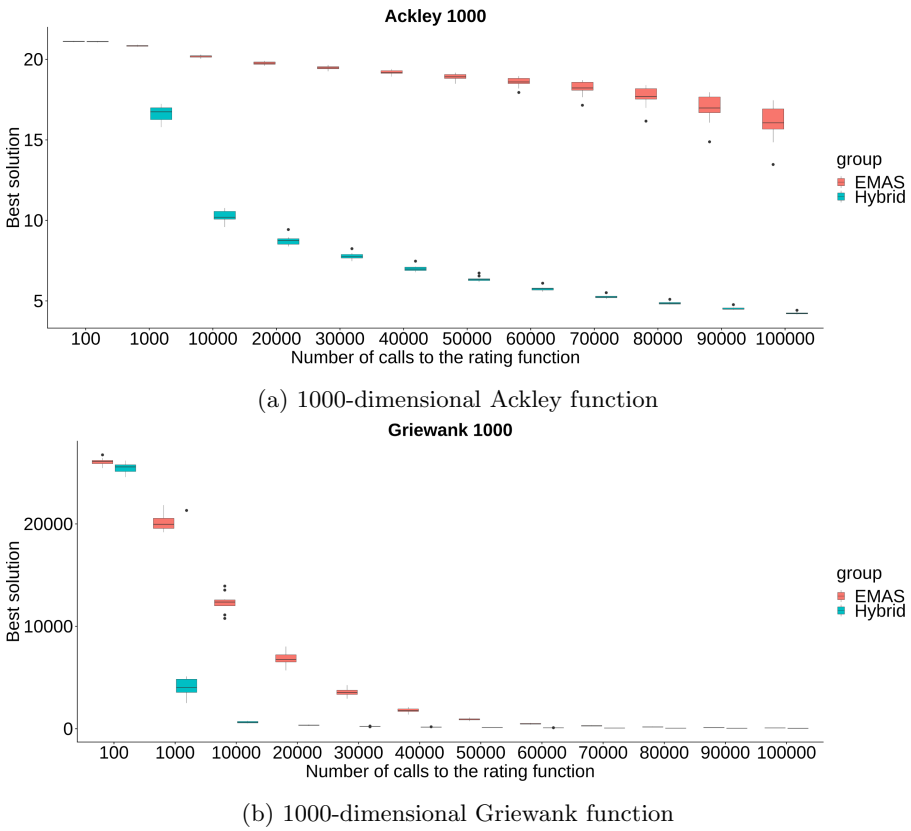 Ackley 1000
20
15
10
5
Best solution
100 1000 10000 20000 30000 40000 50000 60000 70000 80000 90000 100000
Number of calls to the rating function
group
EMAS
Hybrid
(a) 1000-dimensional Ackley function
Griewank 1000
20000
10000
0
Best solution
100 1000 10000 20000 30000 40000 50000 60000 70000 80000 90000 100000
Number of calls to the rating function
group
EMAS
Hybrid
(b) 1000-dimensional Griewank function